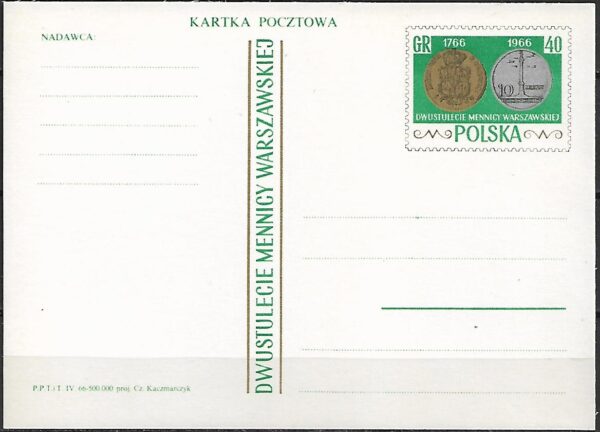 KARTKA POCZTOWA
NADAWCA:
DWUSTULECIE MENNICY WARSZAWSKIEJ
GR 1766 1966 40
10
DWUSTULECIE MENNICY WARSZAWSKIEJ
POLSKA
P.P.T.i T. IV 66-500.000 proj. Cz. Kaczmarczyk